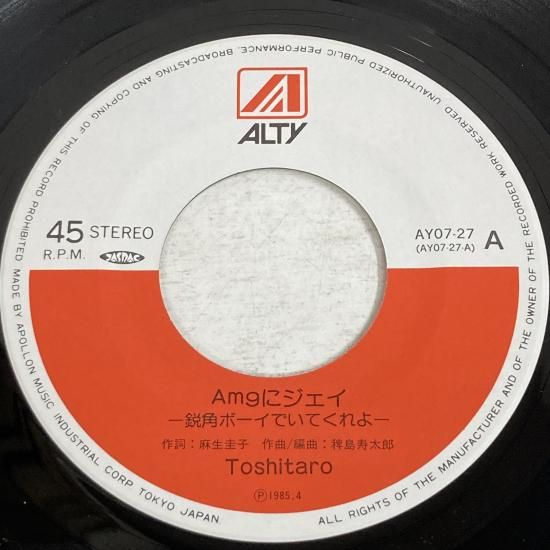 UNAUTHORIZED PUBLIC PERFORMANCE, BROADCASTING AND COPYING OF THIS RECORD PROHIBITED
ALTY
45 STEREO
R.P.M.
JASRAC
AY07-27
(AY07-27-A)
A
Amgにジェイ
―鋭角ボーイでいてくれよ―
作詞:麻生圭子 作曲/編曲:稗島寿太郎
Toshitaro
Ⓟ1985.4
MADE BY APOLLON MUSIC INDUSTRIAL CORP TOKYO JAPAN.
ALL RIGHTS OF THE MANUFACTURER AND OF THE OWNER OF THE RECORDED WORK RESERVED